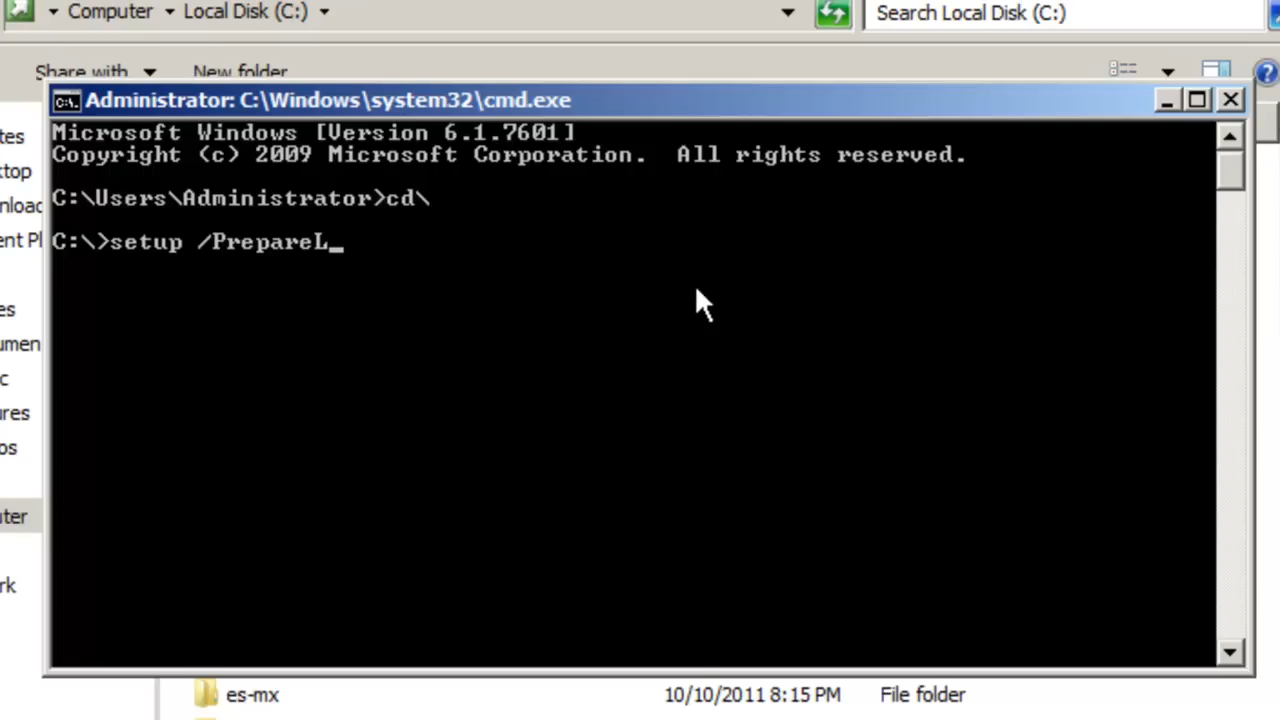 Computer Local Disk (C:)
Search Local Disk (C:)
Share with New folder
Administrator: C:\Windows\system32\cmd.exe
Microsoft Windows [Version 6.1.7601]
Copyright (c) 2009 Microsoft Corporation. All rights reserved.
C:\Users\Administrator>cd\
C:\>setup /PrepareL_
tes
ktop
nload
ent Pl
es
umen
c
ures
os
uter
rk
es-mx 10/10/2011 8:15 PM File folder